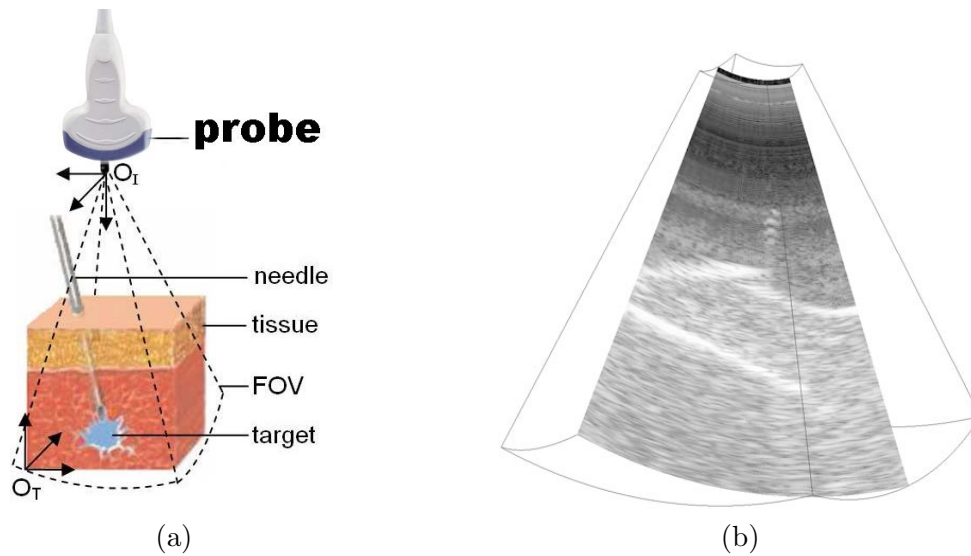 probe
O_I
needle
tissue
FOV
target
O_T
(a)
(b)